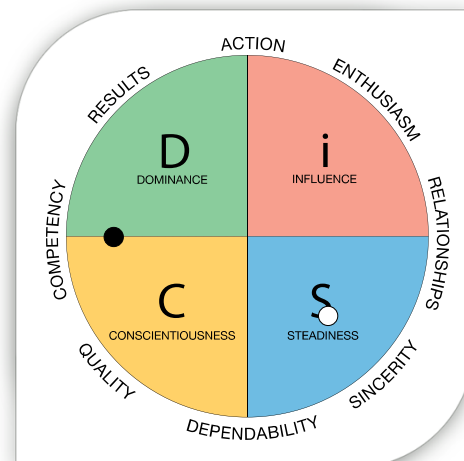 ACTION
RESULTS
ENTHUSIASM
D
DOMINANCE
i
INFLUENCE
COMPETENCY
RELATIONSHIPS
C
CONSCIENTIOUSNESS
S
STEADINESS
QUALITY
SINCERITY
DEPENDABILITY